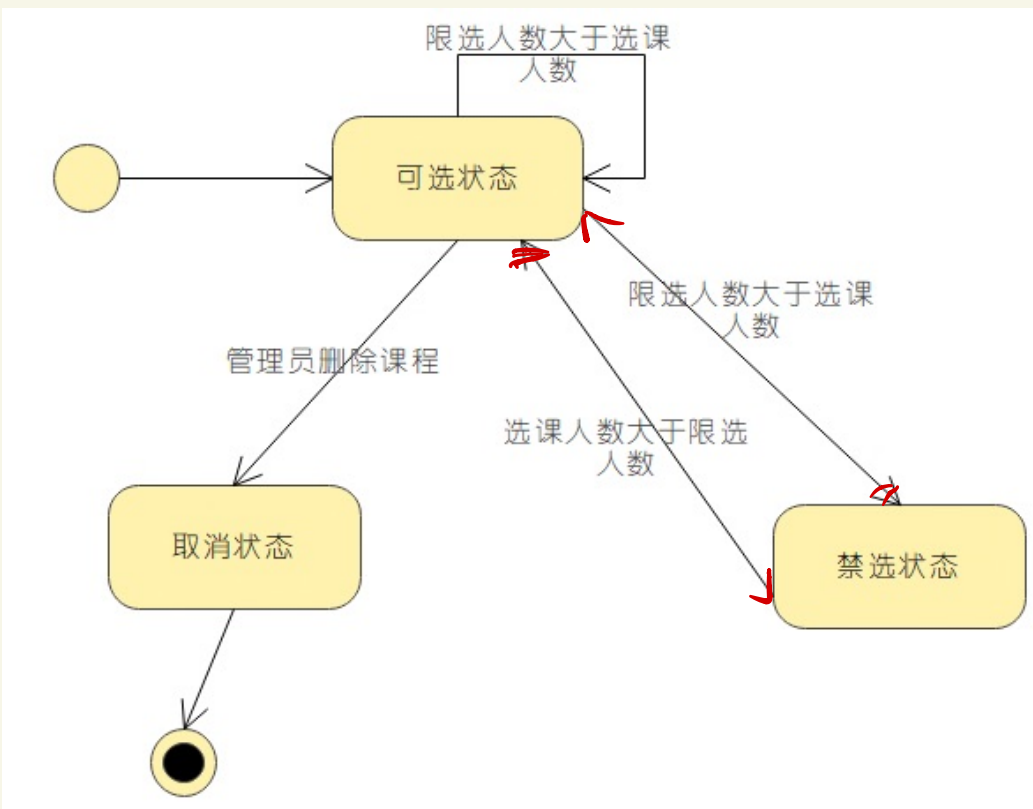 限选人数大于选课
人数
可选状态
限选人数大于选课
人数
管理员删除课程
选课人数大于限选
人数
取消状态
禁选状态